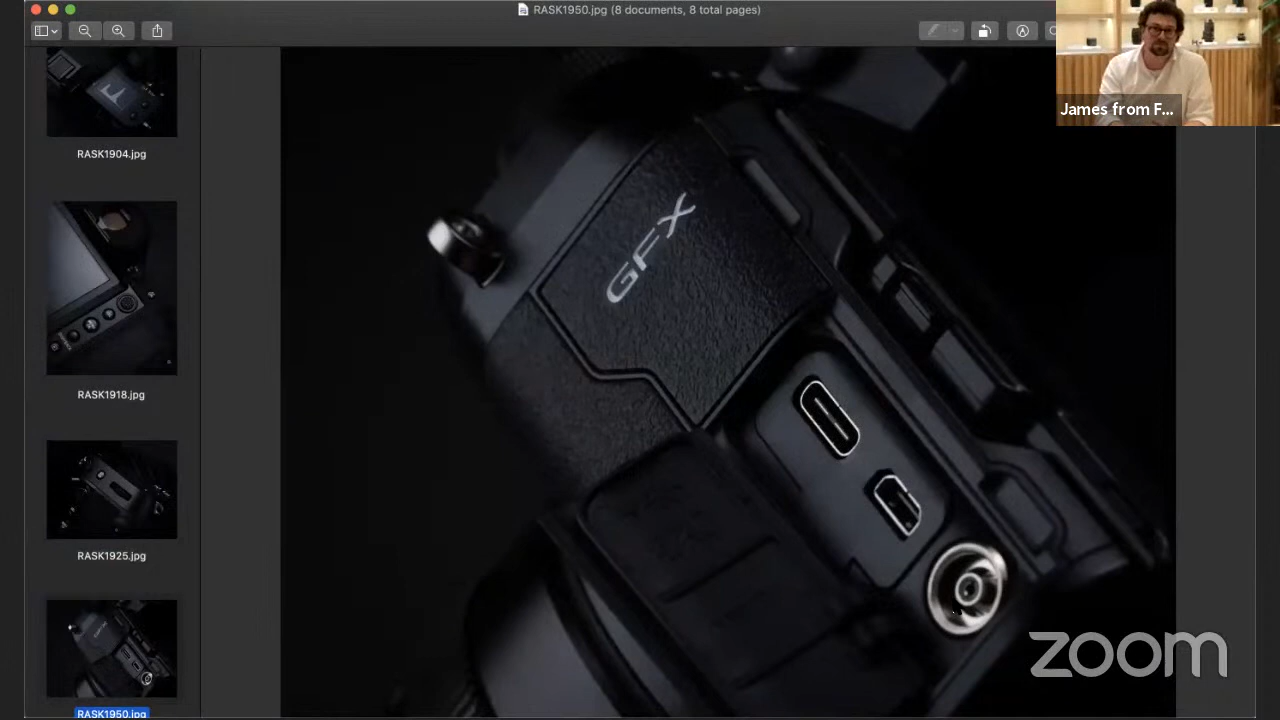 RASK1950.jpg (8 documents, 8 total pages)
James from F...
RASK1904.jpg
GFX
RASK1918.jpg
RASK1925.jpg
RASK1950.jpg
zoom